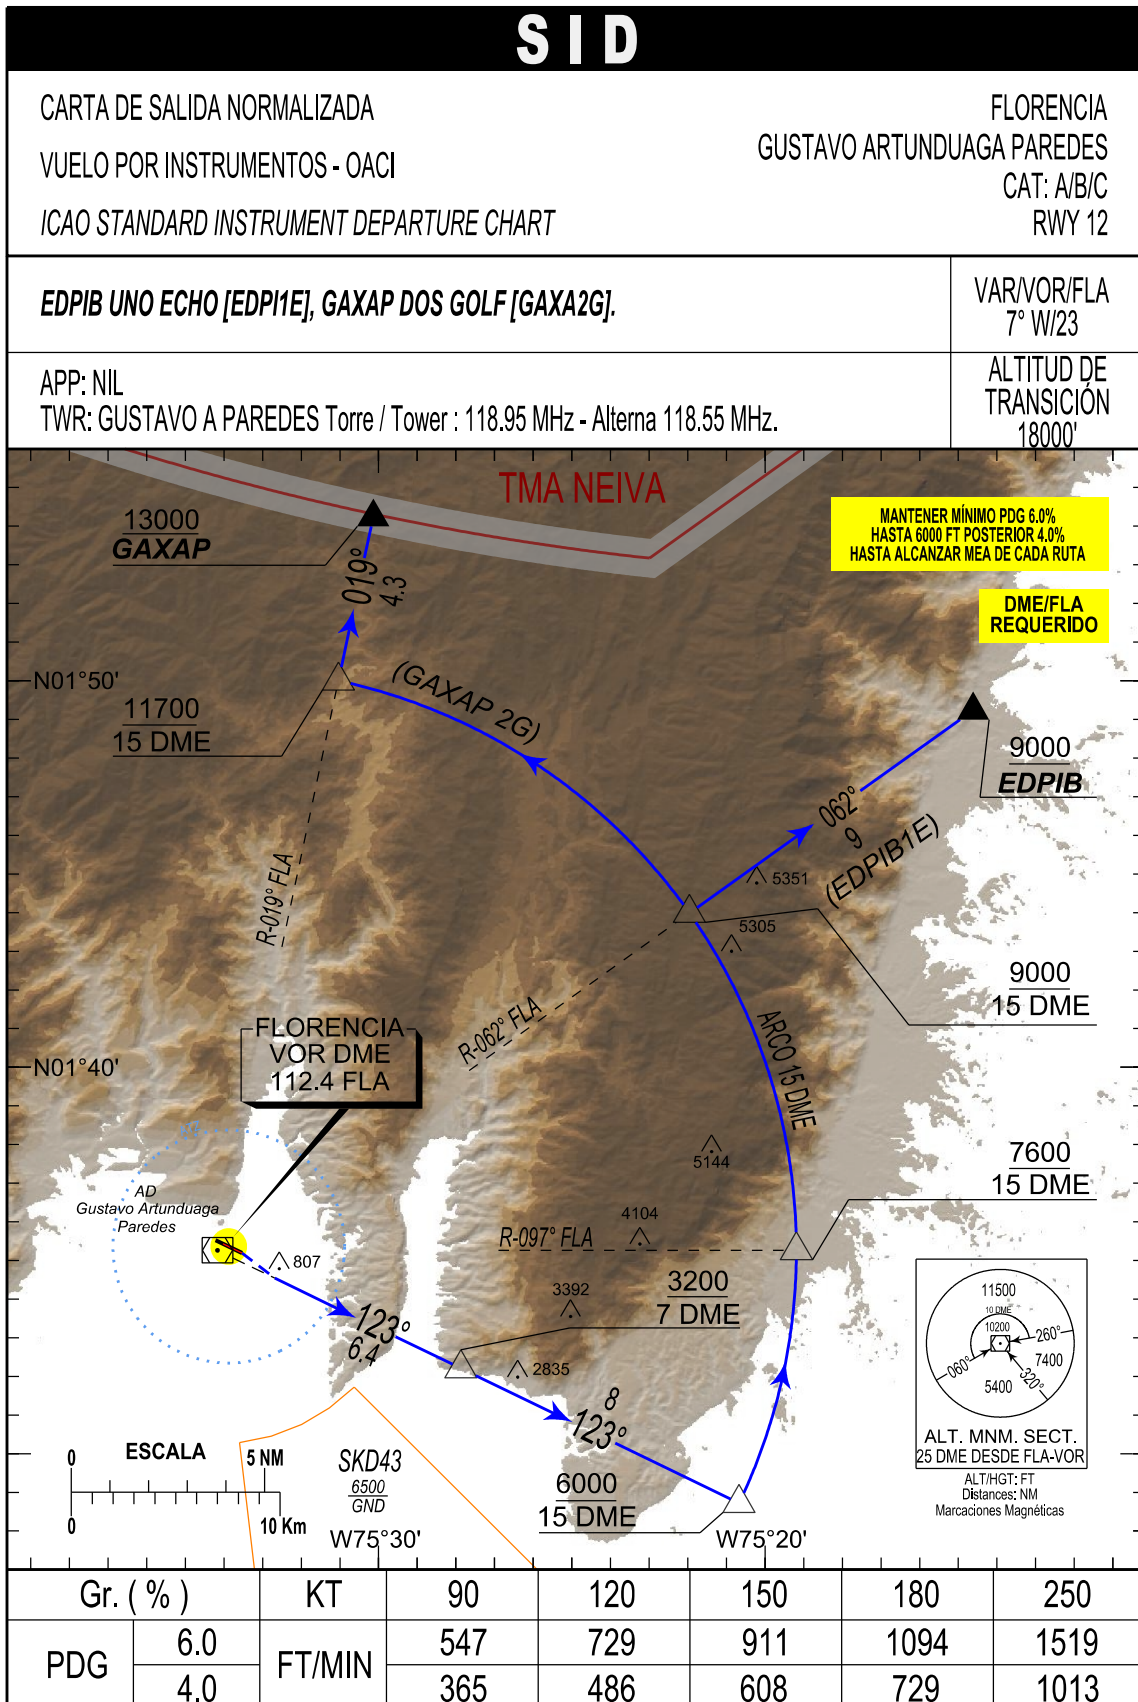 SID
CARTA DE SALIDA NORMALIZADA
VUELO POR INSTRUMENTOS - OACI
ICAO STANDARD INSTRUMENT DEPARTURE CHART
FLORENCIA
GUSTAVO ARTUNDUAGA PAREDES
CAT: A/B/C
RWY 12
EDPIB UNO ECHO [EDPI1E], GAXAP DOS GOLF [GAXA2G].
VAR/VOR/FLA
7° W/23
APP: NIL
TWR: GUSTAVO A PAREDES Torre / Tower : 118.95 MHz - Alterna 118.55 MHz.
ALTITUD DE
TRANSICIÓN
18000'
TMA NEIVA
MANTENER MÍNIMO PDG 6.0%
HASTA 6000 FT POSTERIOR 4.0%
HASTA ALCANZAR MEA DE CADA RUTA
DME/FLA
REQUERIDO
13000
GAXAP
019°
4.3
N01°50'
11700
15 DME
(GAXAP 2G)
9000
EDPIB
062°
9
(EDPIB1E)
5351
5305
R-019° FLA
9000
15 DME
R-062° FLA
ARCO 15 DME
FLORENCIA
VOR DME
112.4 FLA
N01°40'
5144
7600
15 DME
AD
Gustavo Artunduaga
Paredes
807
4104
R-097° FLA
3392
3200
7 DME
123°
6.4
2835
8
123°
6000
15 DME
11500
10 DME
10200
260°
060°
7400
320°
5400
ALT. MNM. SECT.
25 DME DESDE FLA-VOR
ALT/HGT: FT
Distances: NM
Marcaciones Magnéticas
ESCALA
0
5 NM
0
10 Km
SKD43
6500
GND
W75°30'
W75°20'
Gr. ( % ) KT 90 120 150 180 250
PDG 6.0 FT/MIN 547 729 911 1094 1519
4.0 365 486 608 729 1013